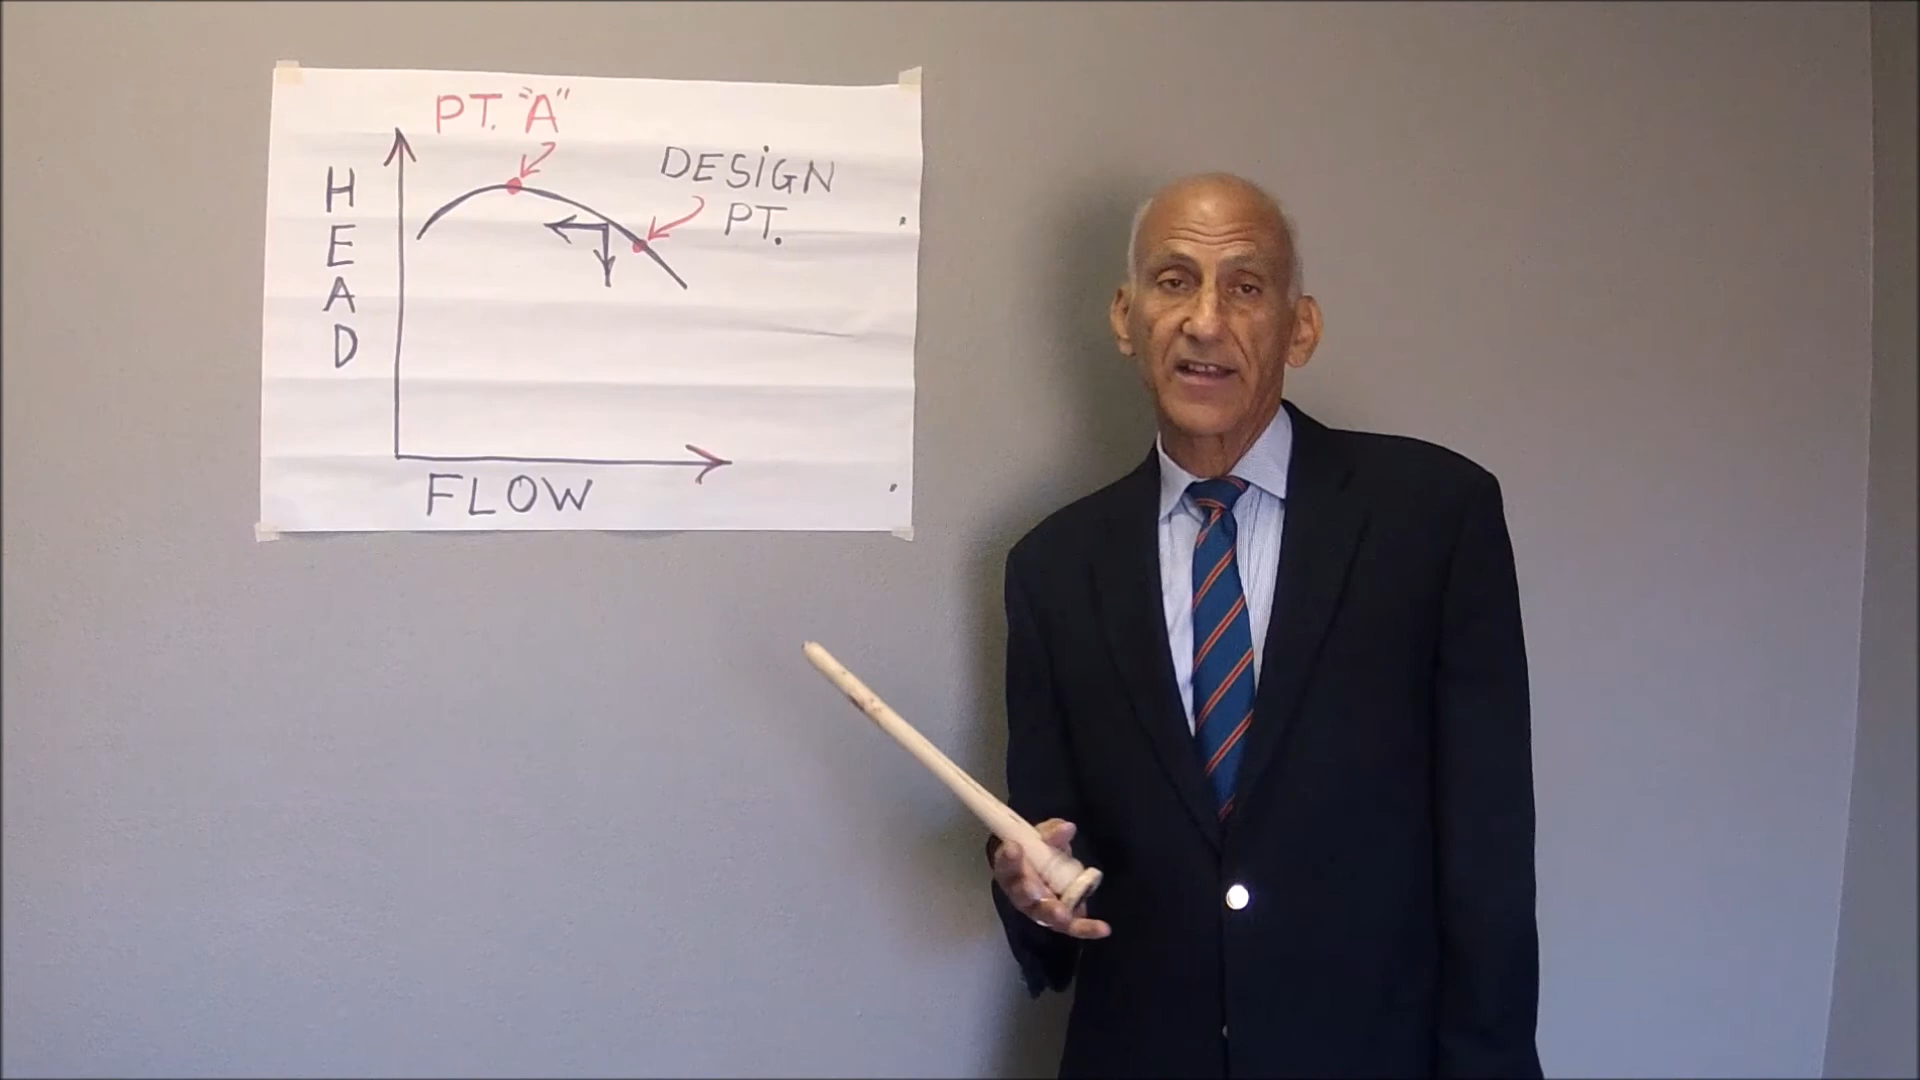 PT. "A"
DESiGN
PT.
HEAD
FLOW